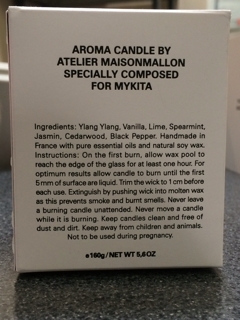 AROMA CANDLE BY
ATELIER MAISONMALLON
SPECIALLY COMPOSED
FOR MYKITA
Ingredients: Ylang Ylang, Vanilla, Lime, Spearmint,
Jasmin, Cedarwood, Black Pepper. Handmade in
France with pure essential oils and natural soy wax.
Instructions: On the first burn, allow wax pool to
reach the edge of the glass for at least one hour. For
optimum results allow candle to burn until the first
5 mm of surface are liquid. Trim the wick to 1 cm before
each use. Extinguish by pushing wick into molten wax
as this prevents smoke and burnt smells. Never leave
a burning candle unattended. Never move a candle
while it is burning. Keep candles clean and free of
dust and dirt. Keep away from children and animals.
Not to be used during pregnancy.
e 160g / NET WT 5,6OZ